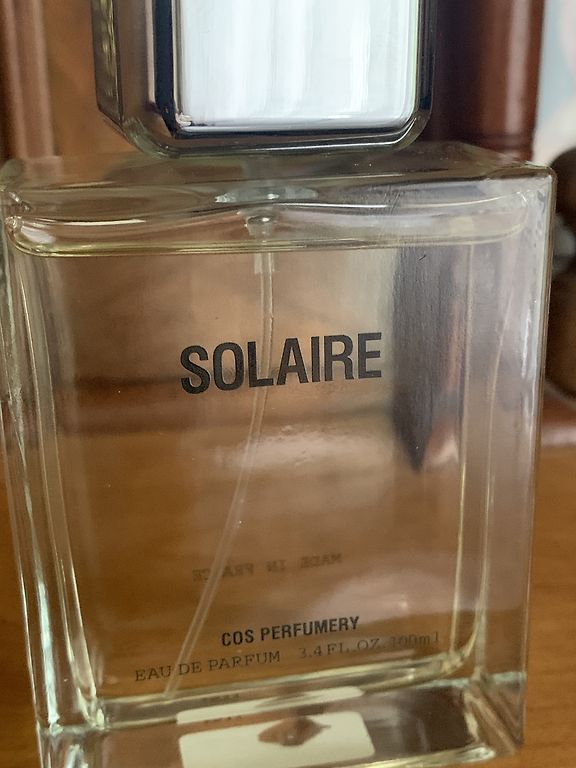 SOLAIRE
MADE IN FRANCE
COS PERFUMERY
EAU DE PARFUM 3.4 FL.OZ.100ml